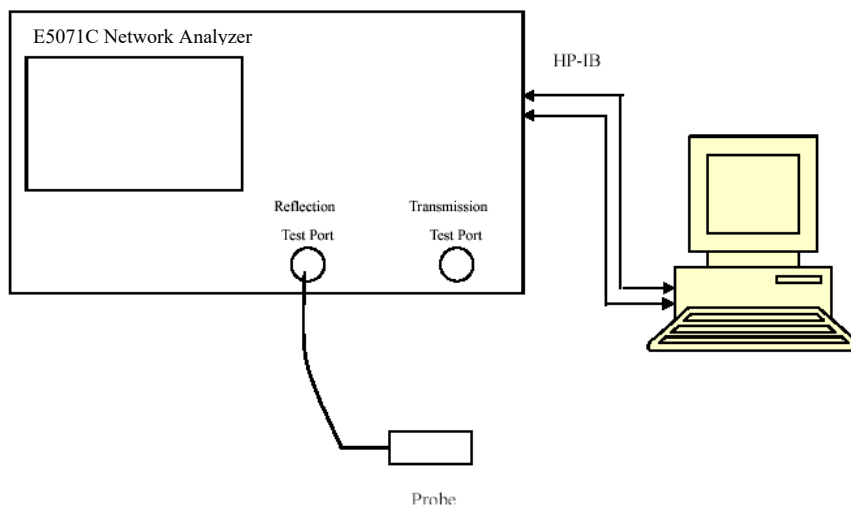 E5071C Network Analyzer
HP-IB
Reflection
Test Port
Transmission
Test Port
Probe